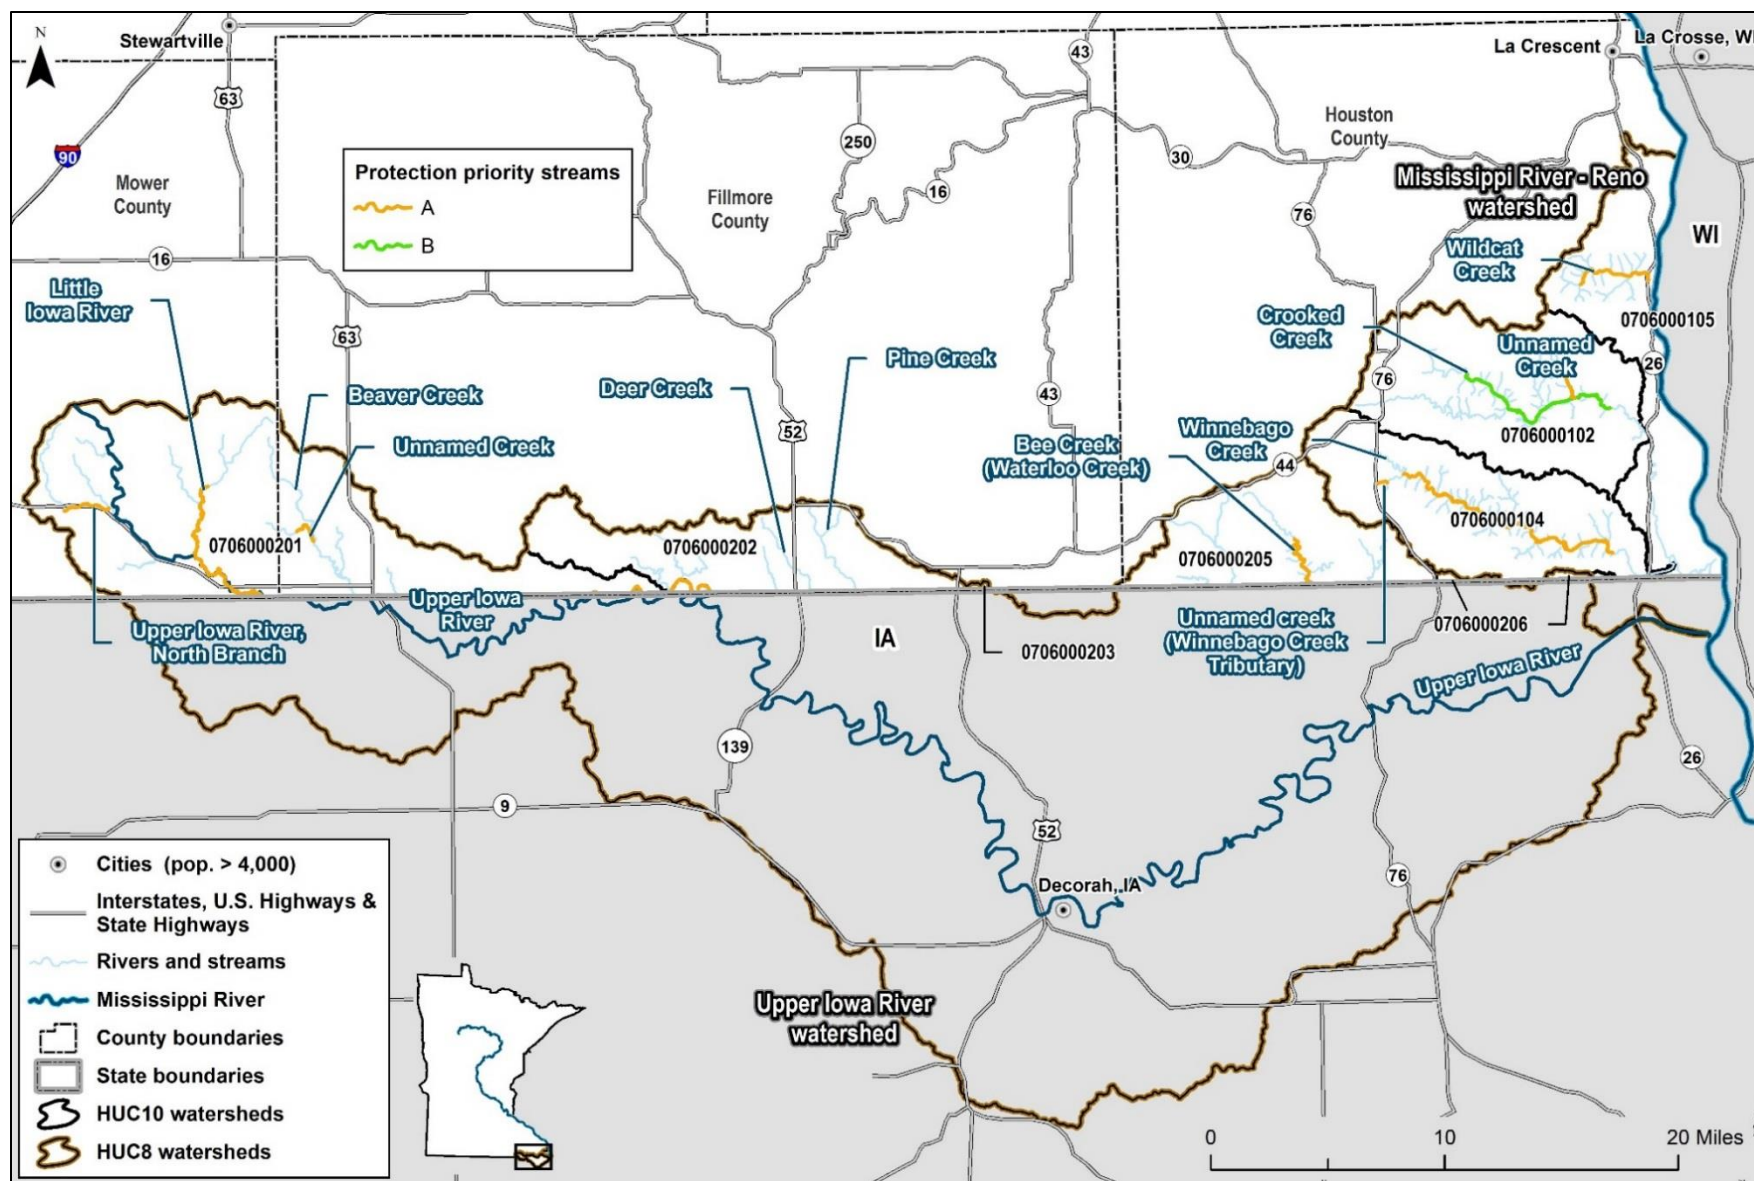 N
Stewartville
63
90
Mower
County
16
43
La Crescent
La Crosse, WI
250
Houston
County
30
Protection priority streams
A
B
Fillmore
County
16
76
Mississippi River - Reno
watershed
WI
Wildcat
Creek
Little
Iowa River
63
Crooked
Creek
0706000105
Unnamed
Creek
26
Pine Creek
Deer Creek
Beaver Creek
43
76
52
Unnamed Creek
Bee Creek
(Waterloo Creek)
Winnebago
Creek
0706000102
44
0706000104
0706000201
0706000202
0706000205
Upper Iowa
River
Upper Iowa River,
North Branch
IA
0706000203
Unnamed creek
(Winnebago Creek
Tributary)
0706000206
Upper Iowa River
139
26
9
52
76
Decorah, IA
Upper Iowa River
watershed
Cities (pop. > 4,000)
Interstates, U.S. Highways &
State Highways
Rivers and streams
Mississippi River
County boundaries
State boundaries
HUC10 watersheds
HUC8 watersheds
0 10 20 Miles